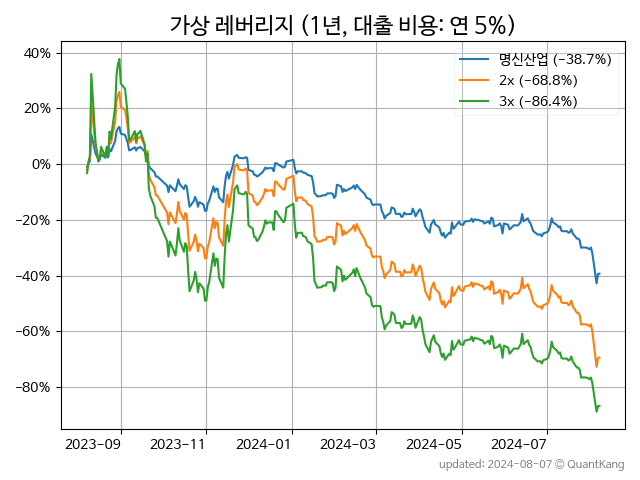 가상 레버리지 (1년, 대출 비용: 연 5%)
명신산업 (−38.7%)
2x (−68.8%)
3x (−86.4%)
40%
20%
0%
−20%
−40%
−60%
−80%
2023-09 2023-11 2024-01 2024-03 2024-05 2024-07
updated: 2024-08-07 © QuantKang